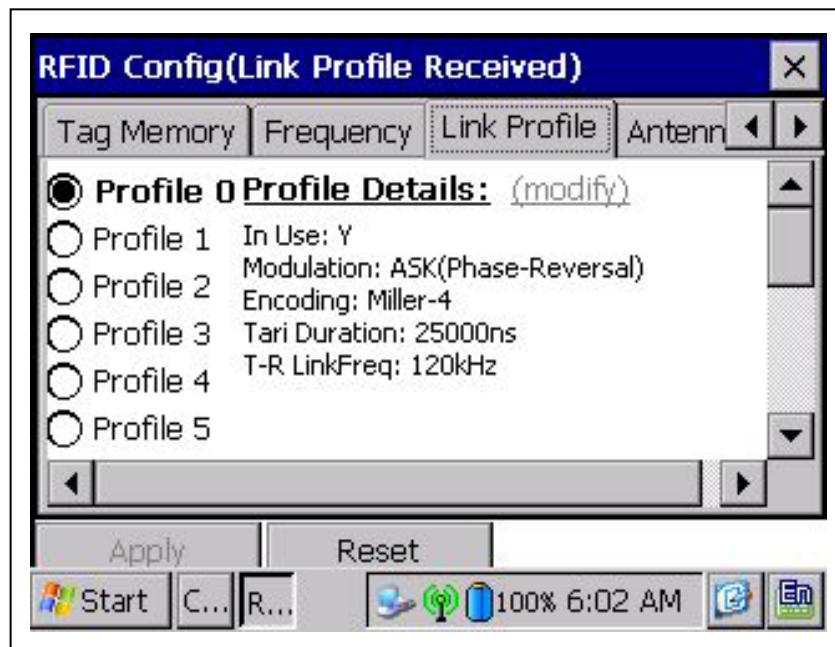 RFID Config(Link Profile Received)
Tag Memory Frequency Link Profile Antenn
Profile 0 Profile Details: (modify)
Profile 1
Profile 2
Profile 3
Profile 4
Profile 5
In Use: Y
Modulation: ASK(Phase-Reversal)
Encoding: Miller-4
Tari Duration: 25000ns
T-R LinkFreq: 120kHz
Apply Reset
Start C... R... 100% 6:02 AM En